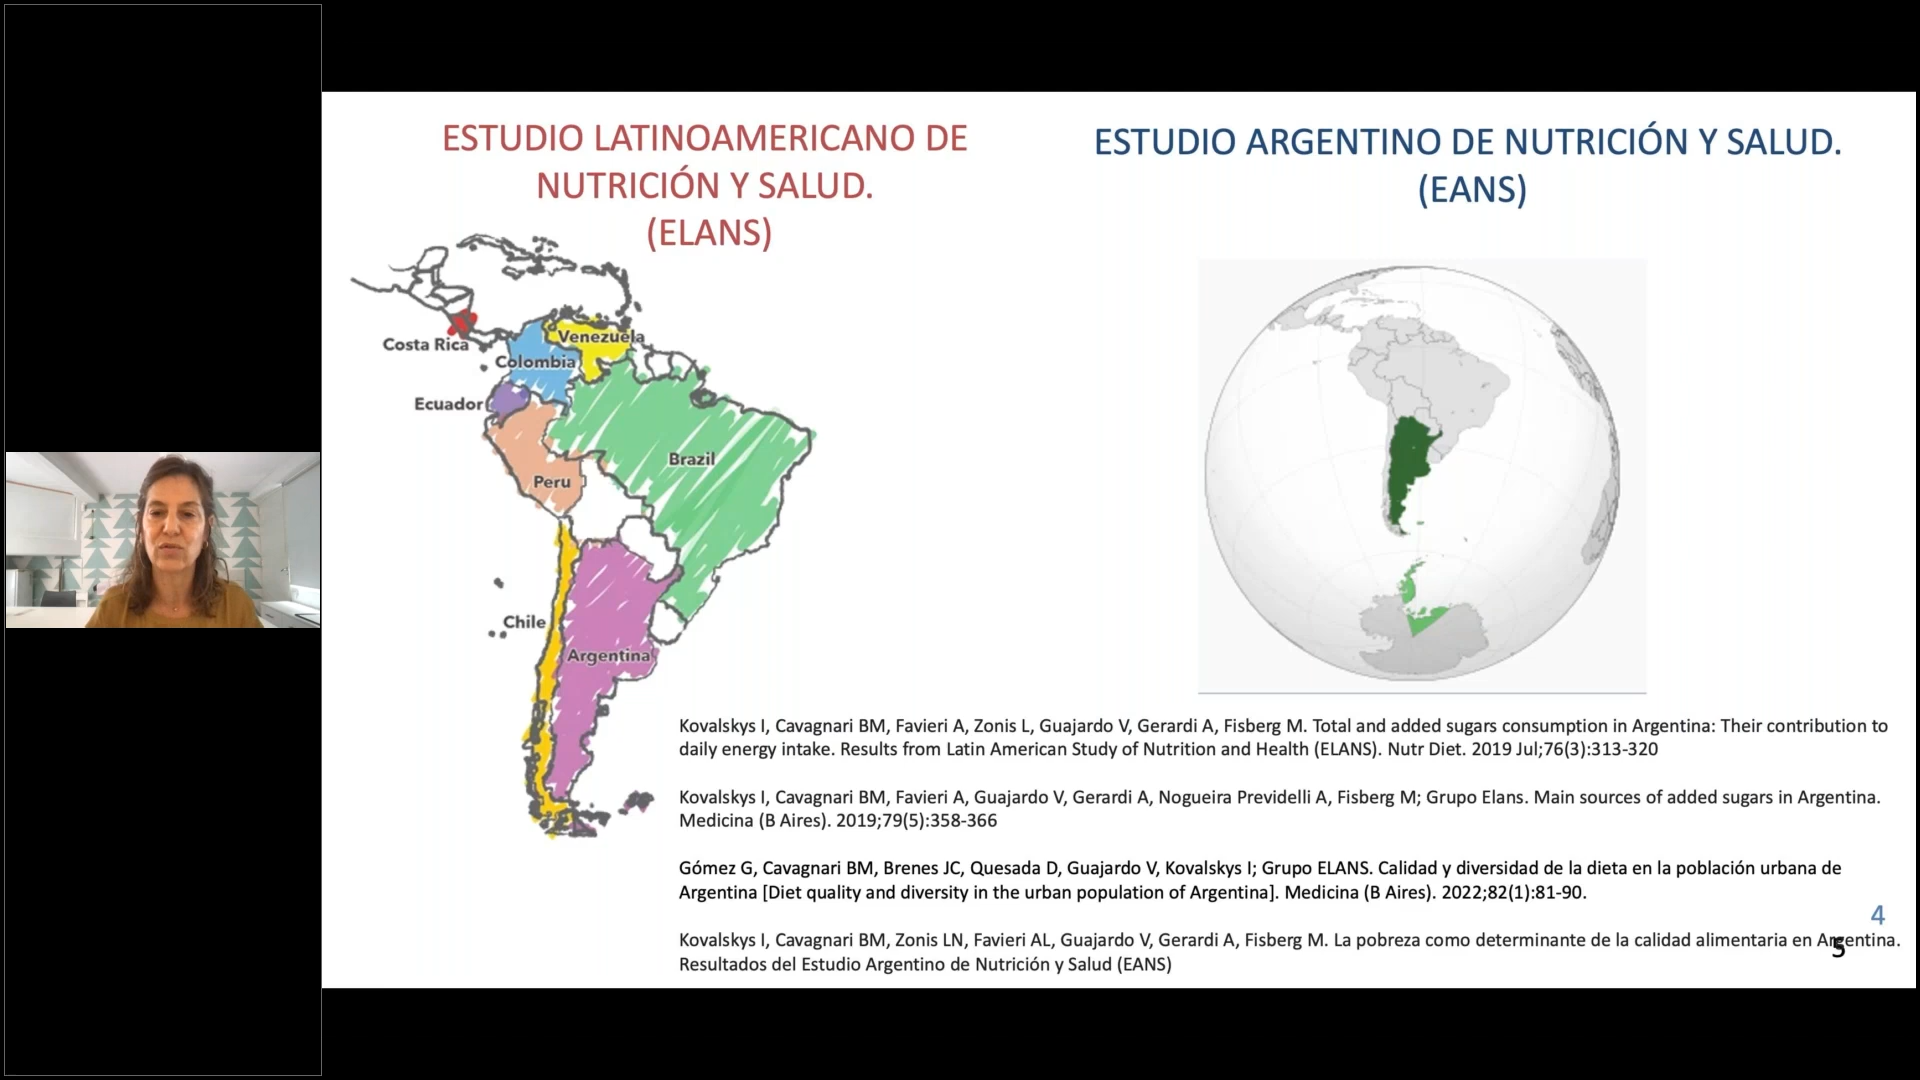 ESTUDIO LATINOAMERICANO DE
NUTRICIÓN Y SALUD.
(ELANS)
ESTUDIO ARGENTINO DE NUTRICIÓN Y SALUD.
(EANS)
Costa Rica
Venezuela
Colombia
Ecuador
Brazil
Peru
Chile
Argentina
Kovalskys I, Cavagnari BM, Favieri A, Zonis L, Guajardo V, Gerardi A, Fisberg M. Total and added sugars consumption in Argentina: Their contribution to
daily energy intake. Results from Latin American Study of Nutrition and Health (ELANS). Nutr Diet. 2019 Jul;76(3):313-320
Kovalskys I, Cavagnari BM, Favieri A, Guajardo V, Gerardi A, Nogueira Previdelli A, Fisberg M; Grupo Elans. Main sources of added sugars in Argentina.
Medicina (B Aires). 2019;79(5):358-366
Gómez G, Cavagnari BM, Brenes JC, Quesada D, Guajardo V, Kovalskys I; Grupo ELANS. Calidad y diversidad de la dieta en la población urbana de
Argentina [Diet quality and diversity in the urban population of Argentina]. Medicina (B Aires). 2022;82(1):81-90.
4
Kovalskys I, Cavagnari BM, Zonis LN, Favieri AL, Guajardo V, Gerardi A, Fisberg M. La pobreza como determinante de la calidad alimentaria en Argentina.
5
Resultados del Estudio Argentino de Nutrición y Salud (EANS)